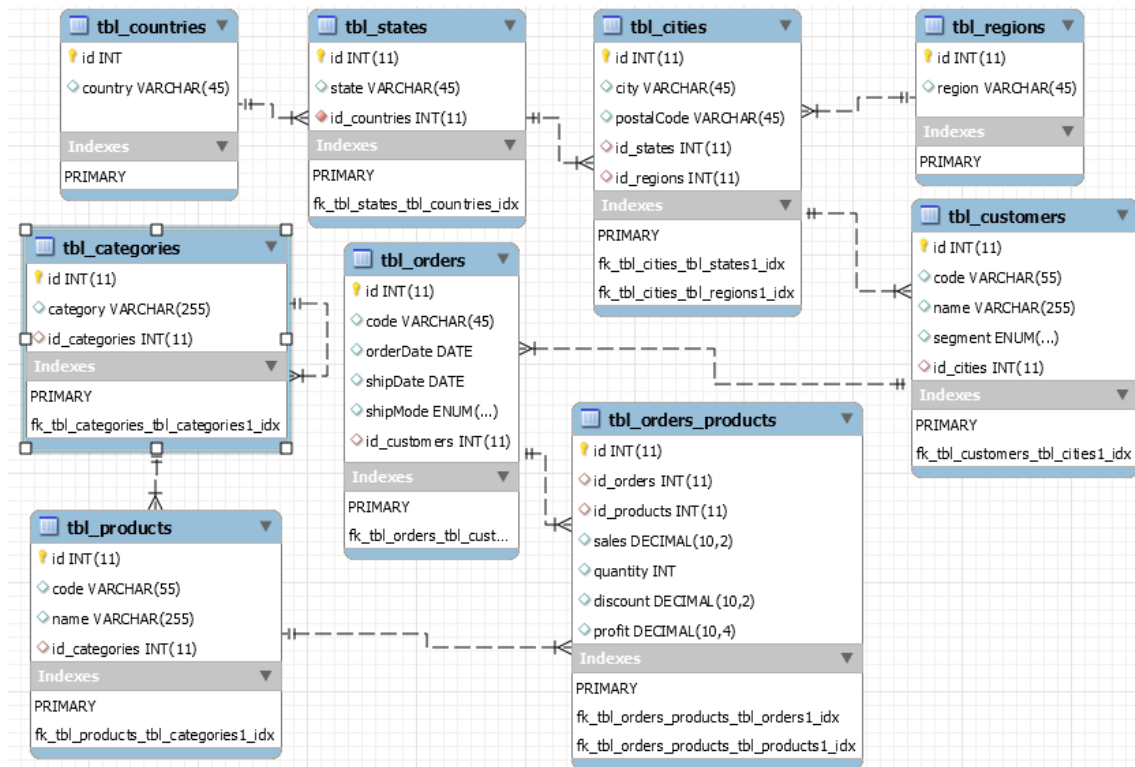 tbl_countries
id INT
country VARCHAR(45)
Indexes
PRIMARY
tbl_states
id INT(11)
state VARCHAR(45)
id_countries INT(11)
Indexes
PRIMARY
fk_tbl_states_tbl_countries_idx
tbl_cities
id INT(11)
city VARCHAR(45)
postalCode VARCHAR(45)
id_states INT(11)
id_regions INT(11)
Indexes
PRIMARY
fk_tbl_cities_tbl_states1_idx
fk_tbl_cities_tbl_regions1_idx
tbl_regions
id INT(11)
region VARCHAR(45)
Indexes
PRIMARY
tbl_categories
id INT(11)
category VARCHAR(255)
id_categories INT(11)
Indexes
PRIMARY
fk_tbl_categories_tbl_categories1_idx
tbl_orders
id INT(11)
code VARCHAR(45)
orderDate DATE
shipDate DATE
shipMode ENUM(...)
id_customers INT(11)
Indexes
PRIMARY
fk_tbl_orders_tbl_cust...
tbl_customers
id INT(11)
code VARCHAR(55)
name VARCHAR(255)
segment ENUM(...)
id_cities INT(11)
Indexes
PRIMARY
fk_tbl_customers_tbl_cities1_idx
tbl_products
id INT(11)
code VARCHAR(55)
name VARCHAR(255)
id_categories INT(11)
Indexes
PRIMARY
fk_tbl_products_tbl_categories1_idx
tbl_orders_products
id INT(11)
id_orders INT(11)
id_products INT(11)
sales DECIMAL(10,2)
quantity INT
discount DECIMAL(10,2)
profit DECIMAL(10,4)
Indexes
PRIMARY
fk_tbl_orders_products_tbl_orders1_idx
fk_tbl_orders_products_tbl_products1_idx